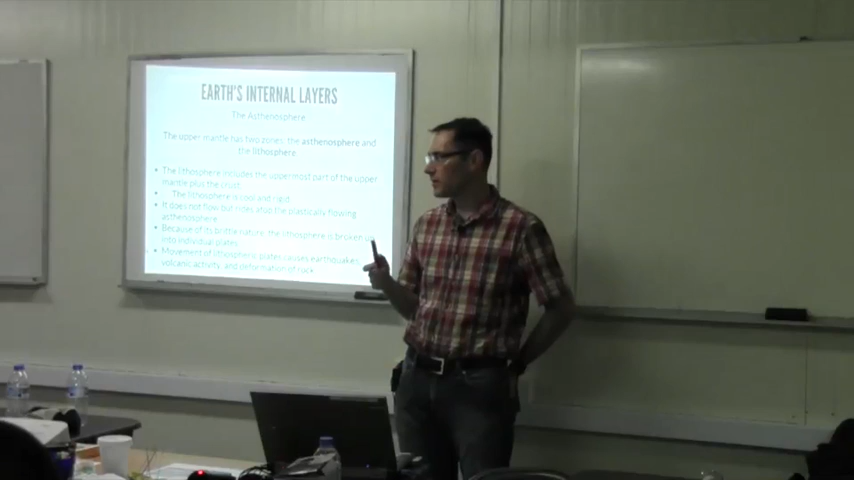 EARTH'S INTERNAL LAYERS
The Asthenosphere
The upper mantle has two zones: the asthenosphere and
the lithosphere.
• The lithosphere includes the uppermost part of the upper
mantle plus the crust.
• The lithosphere is cool and rigid.
• It does not flow but rides atop the plastically flowing
asthenosphere.
• Because of its brittle nature, the lithosphere is broken up
into individual plates.
• Movement of lithospheric plates causes earthquakes,
volcanic activity, and deformation of rock.